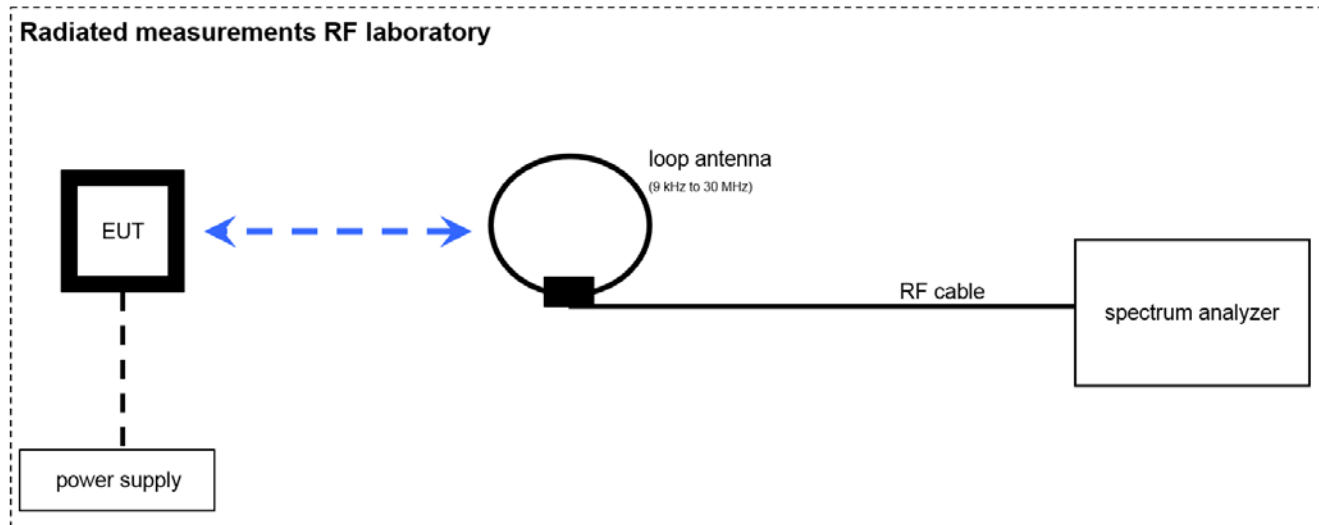 Radiated measurements RF laboratory
loop antenna
(9 kHz to 30 MHz)
EUT
RF cable
spectrum analyzer
power supply